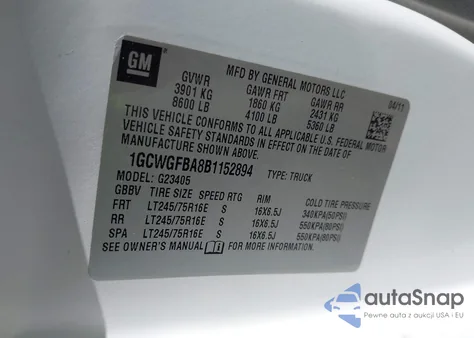 GM
MFD BY GENERAL MOTORS LLC
04/11
GVWR GAWR FRT GAWR RR
3901 KG 1860 KG 2431 KG
8600 LB 4100 LB 5360 LB
THIS VEHICLE CONFORMS TO ALL APPLICABLE U.S. FEDERAL MOTOR
VEHICLE SAFETY STANDARDS IN EFFECT ON THE DATE OF
MANUFACTURE SHOWN ABOVE.
1GCWGFBA8B1152894 TYPE: TRUCK
MODEL: G23405
GBBV TIRE SIZE SPEED RTG RIM COLD TIRE PRESSURE
FRT LT245/75R16E S 16X6.5J 340KPA(50PSI)
RR LT245/75R16E S 16X6.5J 550KPA(80PSI)
SPA LT245/75R16E S 16X6.5J 550KPA(80PSI)
SEE OWNER'S MANUAL FOR MORE INFORMATION.
autoSnap
Pewne auta z aukcji USA i EU